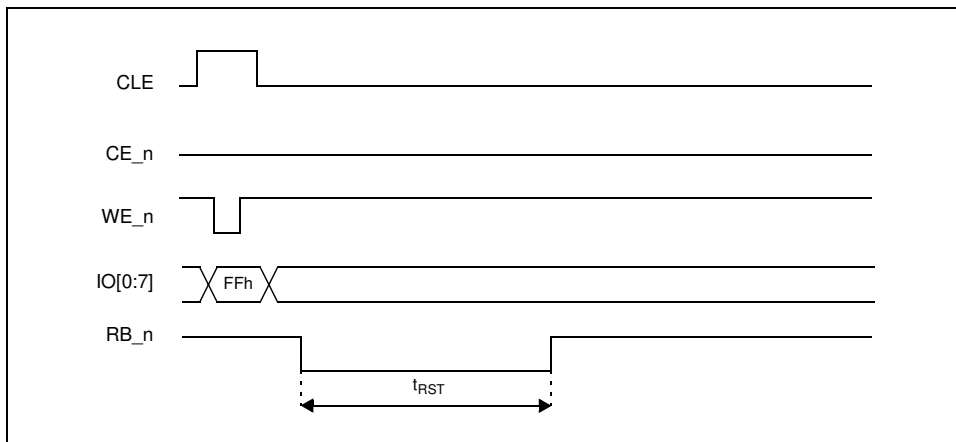 CLE
CE_n
WE_n
IO[0:7] FFh
RB_n
tRST